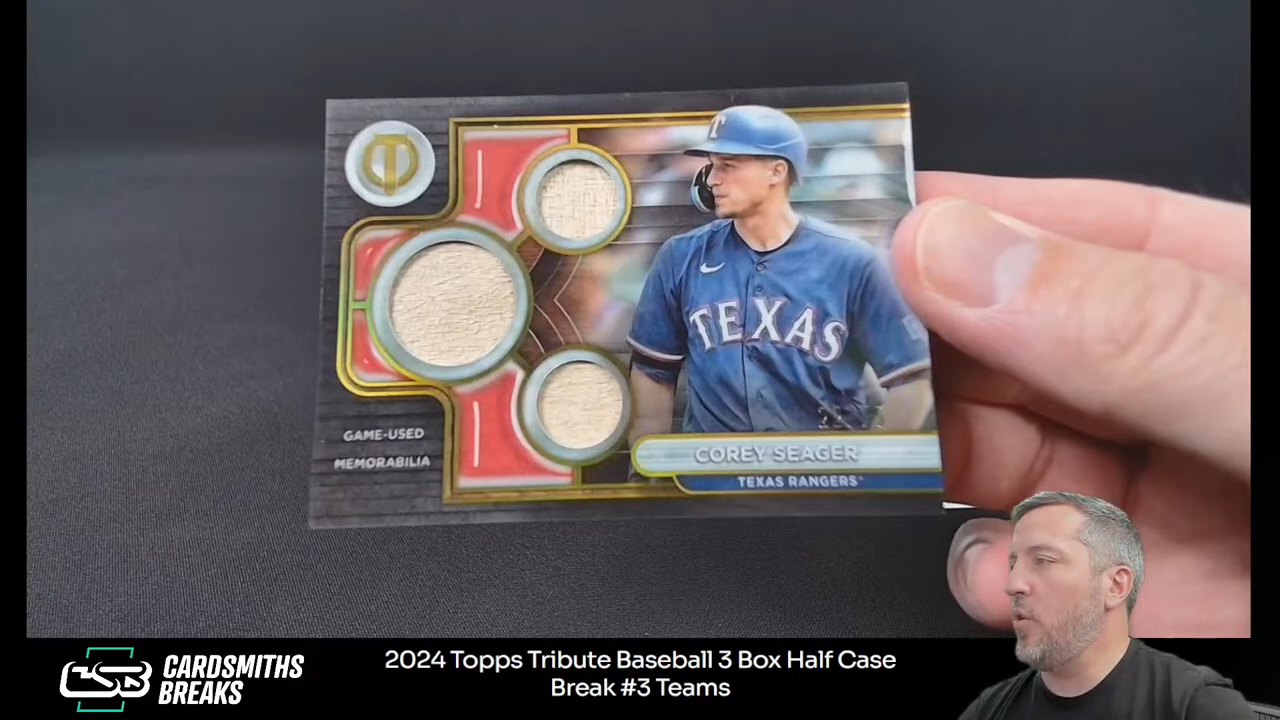 T
GAME-USED
MEMORABILIA
TEXAS
COREY SEAGER
TEXAS RANGERS
CSB
CARDSMITHS
BREAKS
2024 Topps Tribute Baseball 3 Box Half Case
Break #3 Teams